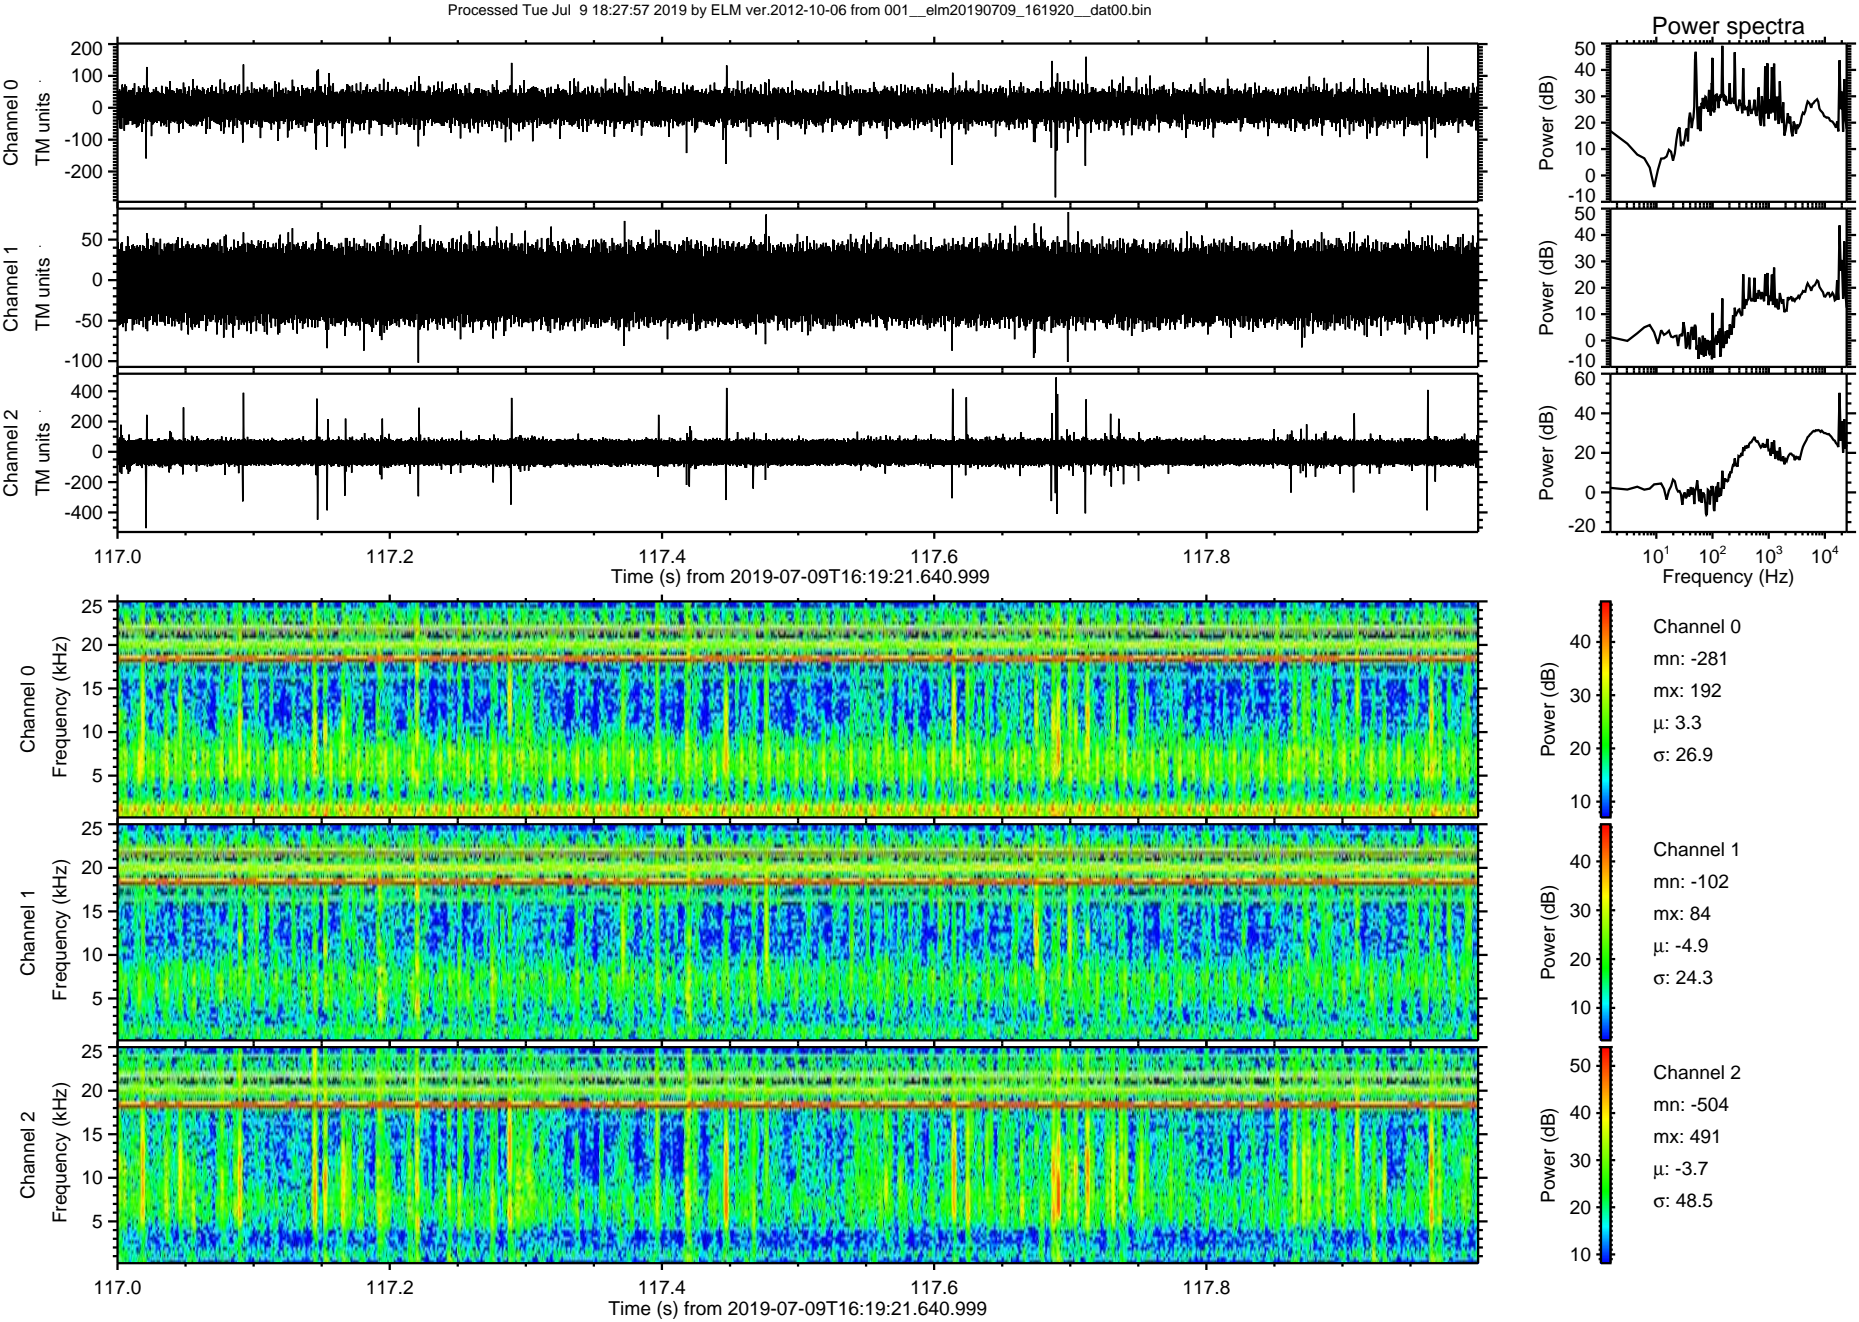 Processed Tue Jul  9 18:27:57 2019 by ELM ver.2012-10-06 from 001__elm20190709_161920__dat00.bin
Power spectra
Channel 0
TM units
200
100
0
-100
-200
Power (dB)
50
40
30
20
10
0
-10
Channel 1
TM units
50
0
-50
-100
Power (dB)
50
40
30
20
10
0
-10
Channel 2
TM units
400
200
0
-200
-400
Power (dB)
60
40
20
0
-20
117.0 117.2 117.4 117.6 117.8
Time (s) from 2019-07-09T16:19:21.640.999
10¹ 10² 10³ 10⁴
Frequency (Hz)
Channel 0
Frequency (kHz)
25
20
15
10
5
Power (dB)
40
30
20
10
Channel 0
mn: -281
mx: 192
μ: 3.3
σ: 26.9
Channel 1
Frequency (kHz)
25
20
15
10
5
Power (dB)
40
30
20
10
Channel 1
mn: -102
mx: 84
μ: -4.9
σ: 24.3
Channel 2
Frequency (kHz)
25
20
15
10
5
Power (dB)
50
40
30
20
10
Channel 2
mn: -504
mx: 491
μ: -3.7
σ: 48.5
117.0 117.2 117.4 117.6 117.8
Time (s) from 2019-07-09T16:19:21.640.999